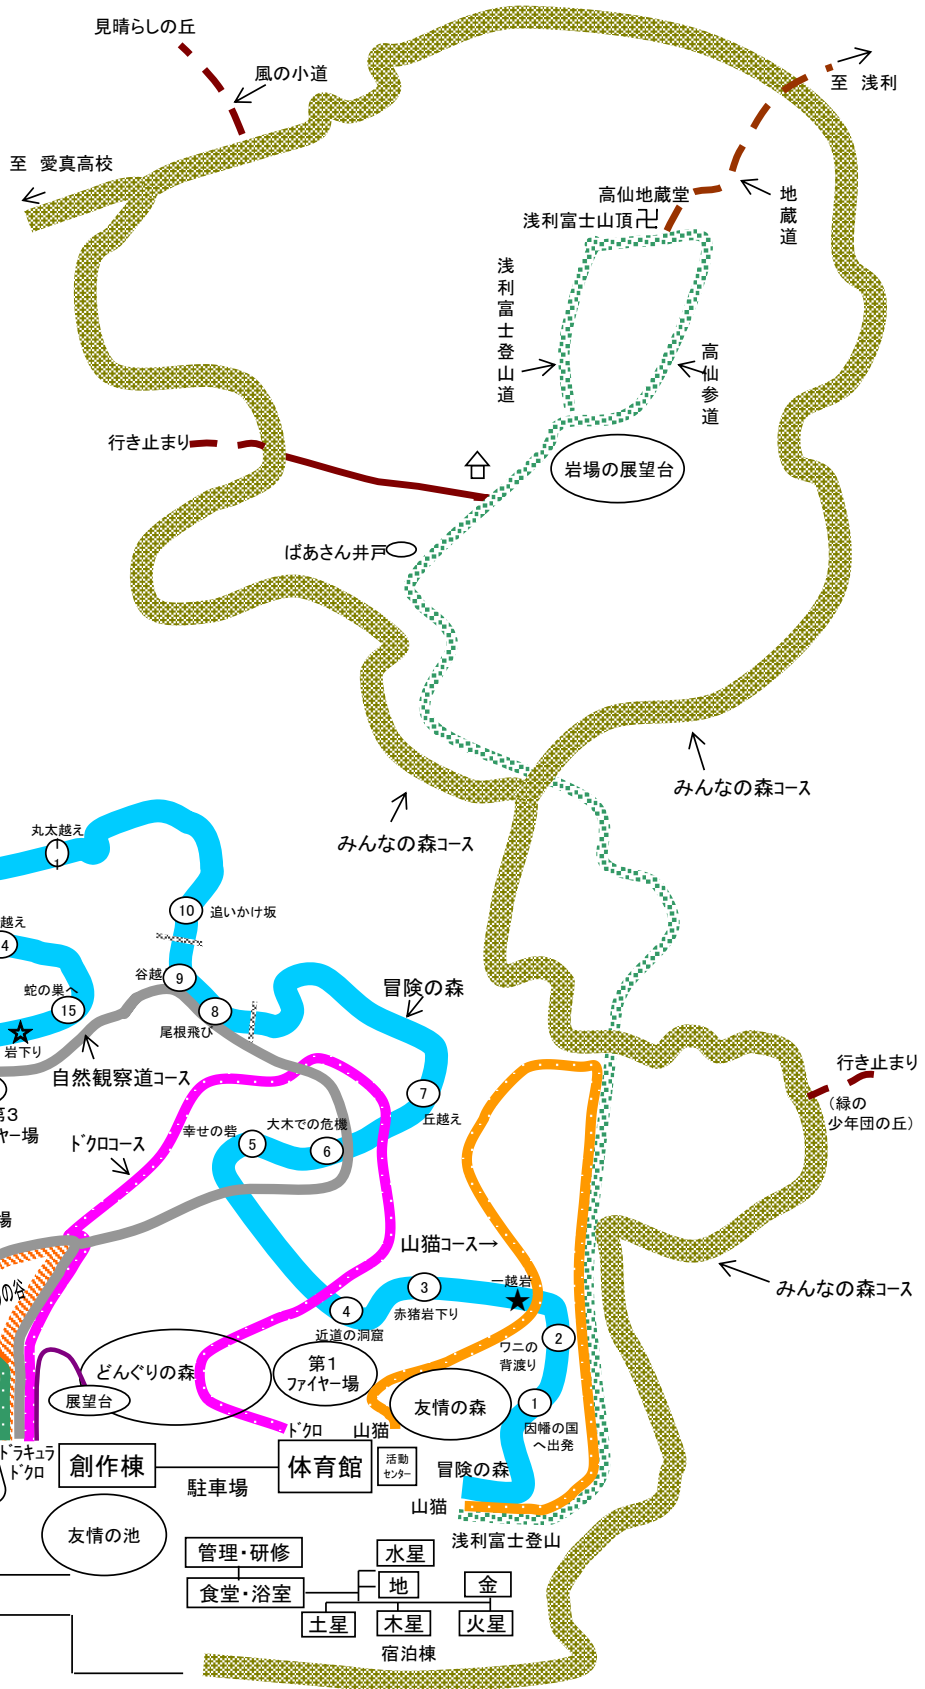 見晴らしの丘
風の小道
至 浅利
至 愛真高校
高仙地蔵堂
地蔵道
浅利富士山頂卍
浅利富士登山道
高仙参道
行き止まり
岩場の展望台
ばあさん井戸
みんなの森コース
みんなの森コース
丸太越え
11
10
追いかけ坂
越え
4
谷越
9
冒険の森
蛇の巣へ
15
8
尾根飛び
岩下り
行き止まり
自然観察道コース
(緑の
少年団の丘)
7
丘越え
第3
ヤー場
ドクロコース
幸せの砦
5
大木での危機
6
場
山猫コース→
の谷
みんなの森コース
3
赤猪岩下り
一越岩
4
近道の洞窟
2
ワニの
背渡り
どんぐりの森
第1
ファイヤー場
展望台
友情の森
1
因幡の国
へ出発
ドクロ
山猫
ドラキュラ
ドクロ
創作棟
駐車場
体育館
活動
センター
冒険の森
山猫
友情の池
浅利富士登山
管理・研修
水星
食堂・浴室
地
金
土星
木星
火星
宿泊棟